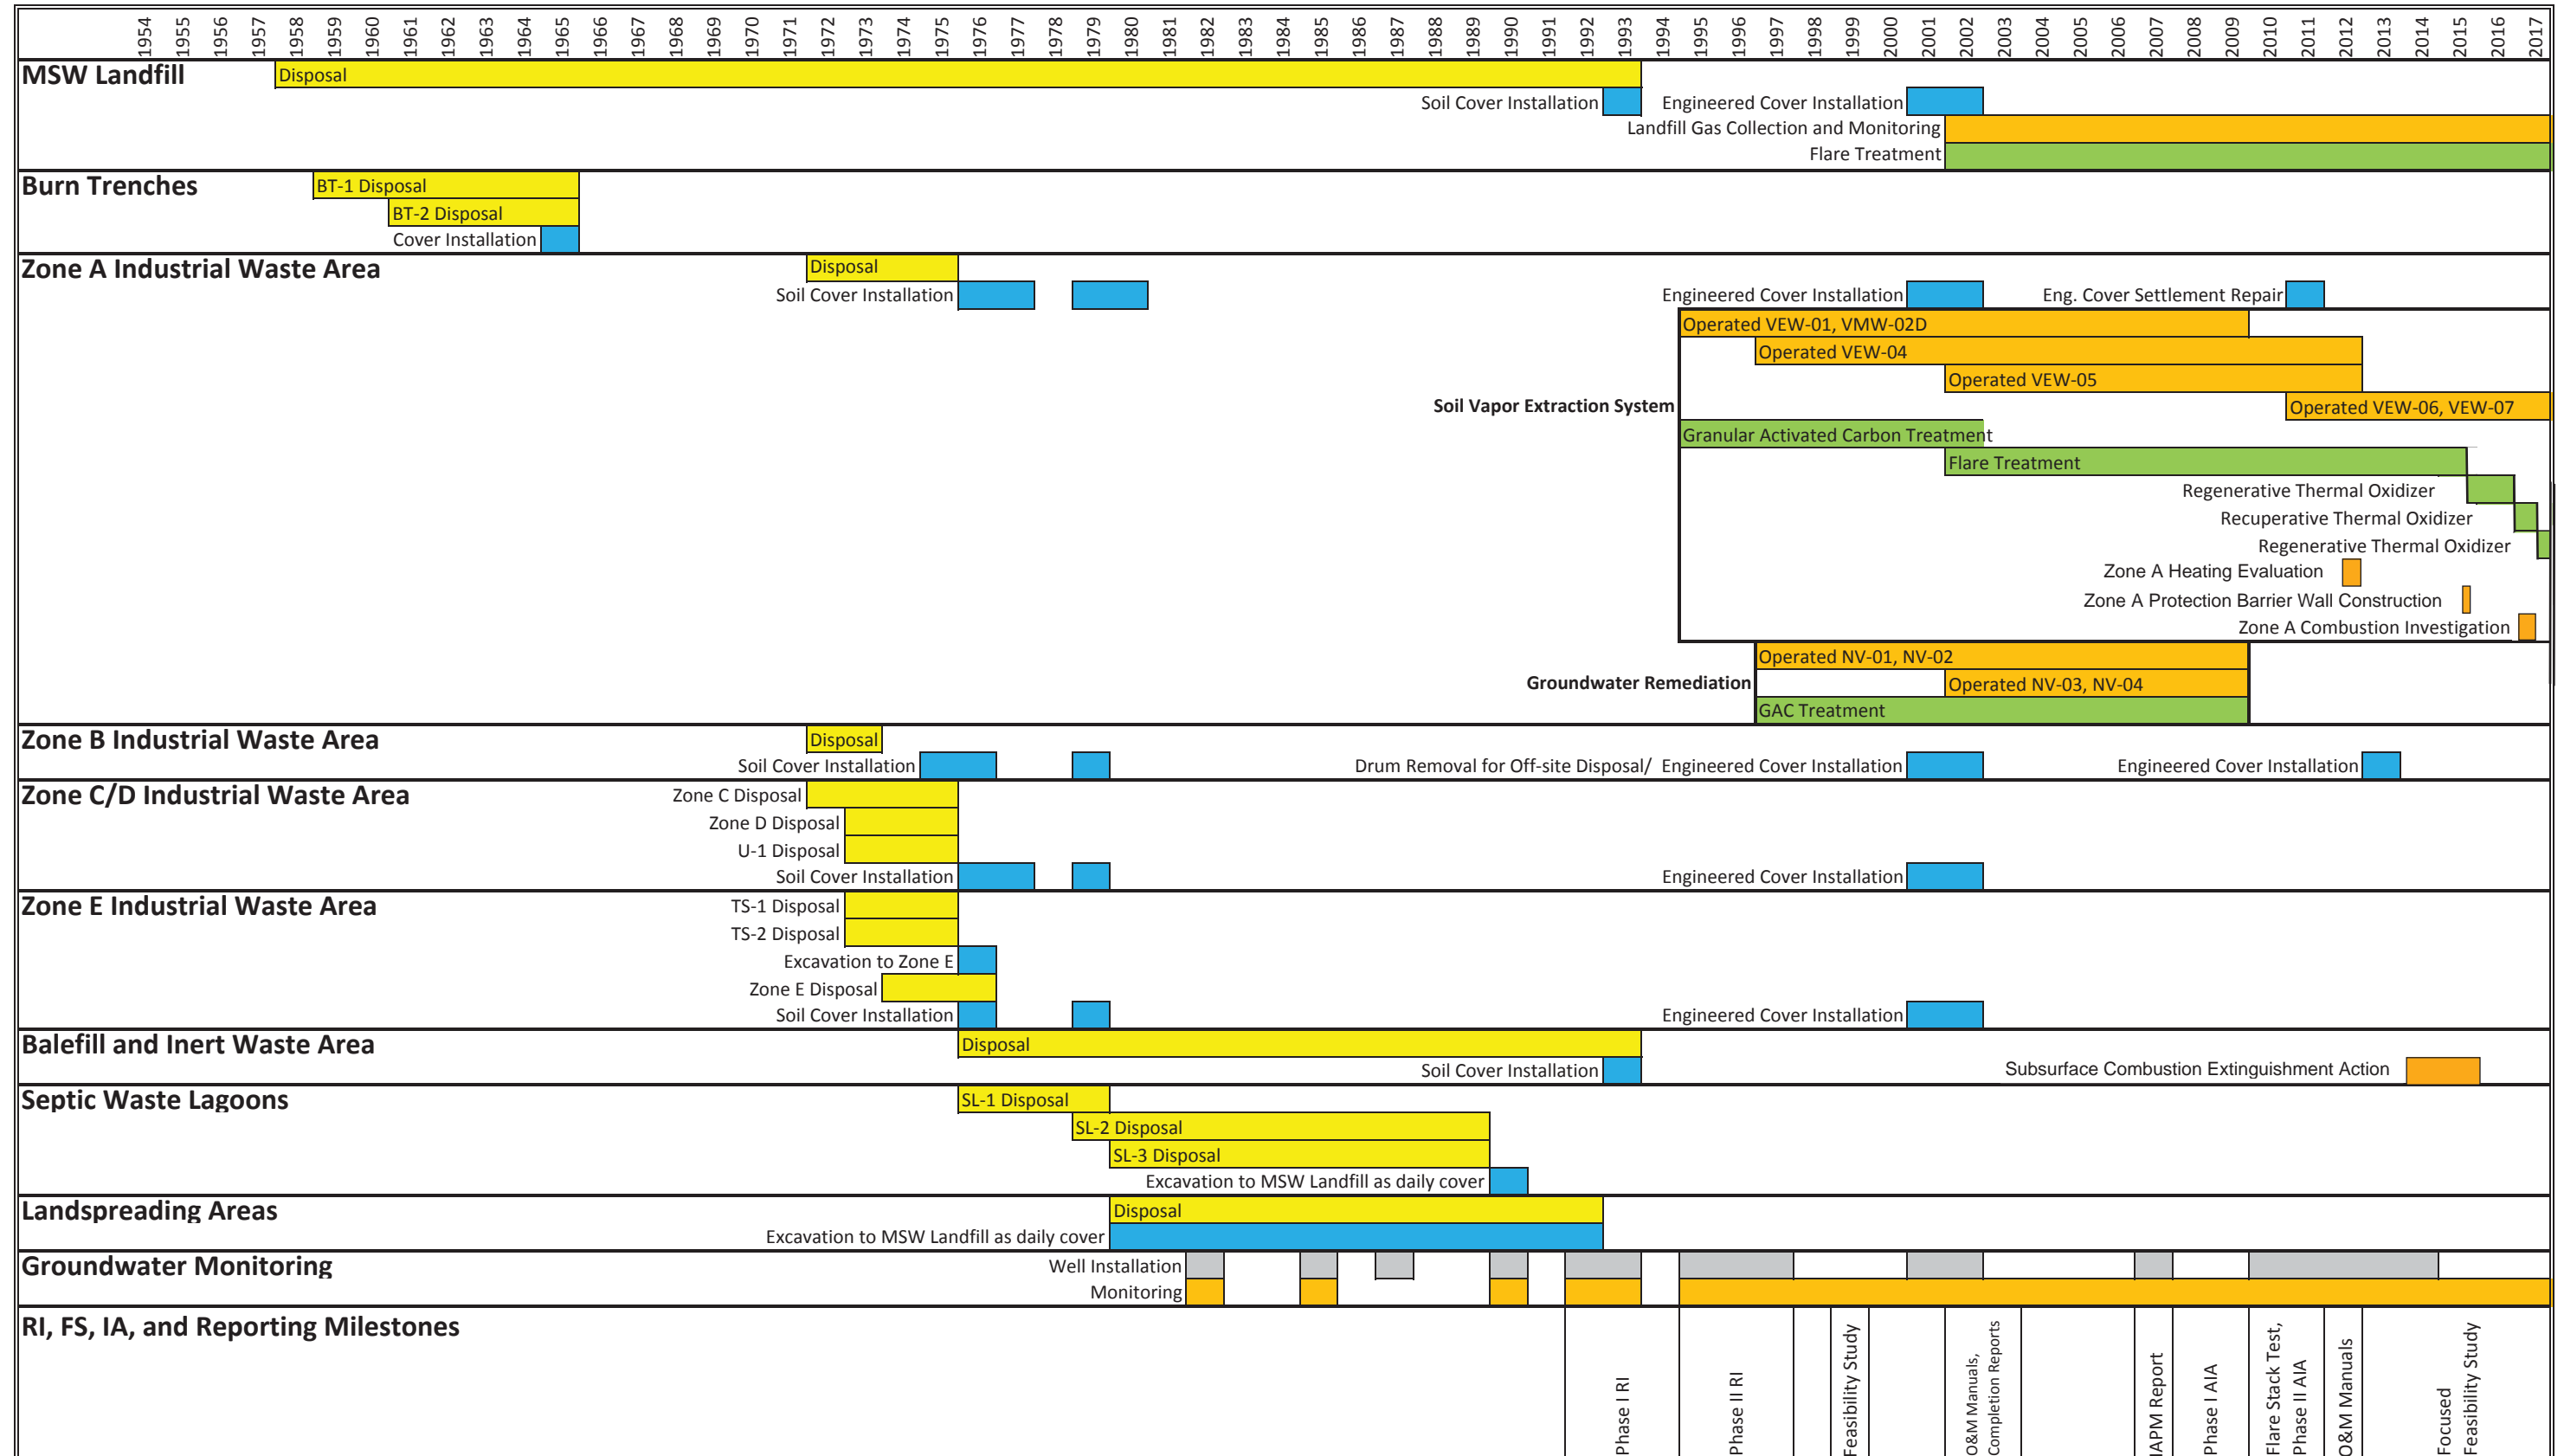 1954 1955 1956 1957 1958 1959 1960 1961 1962 1963 1964 1965 1966 1967 1968 1969 1970 1971 1972 1973 1974 1975 1976 1977 1978 1979 1980 1981 1982 1983 1984 1985 1986 1987 1988 1989 1990 1991 1992 1993 1994 1995 1996 1997 1998 1999 2000 2001 2002 2003 2004 2005 2006 2007 2008 2009 2010 2011 2012 2013 2014 2015 2016 2017
MSW Landfill
Disposal
Soil Cover Installation
Engineered Cover Installation
Landfill Gas Collection and Monitoring
Flare Treatment
Burn Trenches
BT-1 Disposal
BT-2 Disposal
Cover Installation
Zone A Industrial Waste Area
Disposal
Soil Cover Installation
Engineered Cover Installation
Eng. Cover Settlement Repair
Operated VEW-01, VMW-02D
Operated VEW-04
Operated VEW-05
Soil Vapor Extraction System
Operated VEW-06, VEW-07
Granular Activated Carbon Treatment
Flare Treatment
Regenerative Thermal Oxidizer
Recuperative Thermal Oxidizer
Regenerative Thermal Oxidizer
Zone A Heating Evaluation
Zone A Protection Barrier Wall Construction
Zone A Combustion Investigation
Operated NV-01, NV-02
Groundwater Remediation
Operated NV-03, NV-04
GAC Treatment
Zone B Industrial Waste Area
Disposal
Soil Cover Installation
Drum Removal for Off-site Disposal/ Engineered Cover Installation
Engineered Cover Installation
Zone C/D Industrial Waste Area
Zone C Disposal
Zone D Disposal
U-1 Disposal
Soil Cover Installation
Engineered Cover Installation
Zone E Industrial Waste Area
TS-1 Disposal
TS-2 Disposal
Excavation to Zone E
Zone E Disposal
Soil Cover Installation
Engineered Cover Installation
Balefill and Inert Waste Area
Disposal
Soil Cover Installation
Subsurface Combustion Extinguishment Action
Septic Waste Lagoons
SL-1 Disposal
SL-2 Disposal
SL-3 Disposal
Excavation to MSW Landfill as daily cover
Landspreading Areas
Disposal
Excavation to MSW Landfill as daily cover
Groundwater Monitoring
Well Installation
Monitoring
RI, FS, IA, and Reporting Milestones
Phase I RI
Phase II RI
Feasibility Study
O&M Manuals,
Completion Reports
IAPM Report
Phase I AIA
Flare Stack Test,
Phase II AIA
O&M Manuals
Focused
Feasibility Study